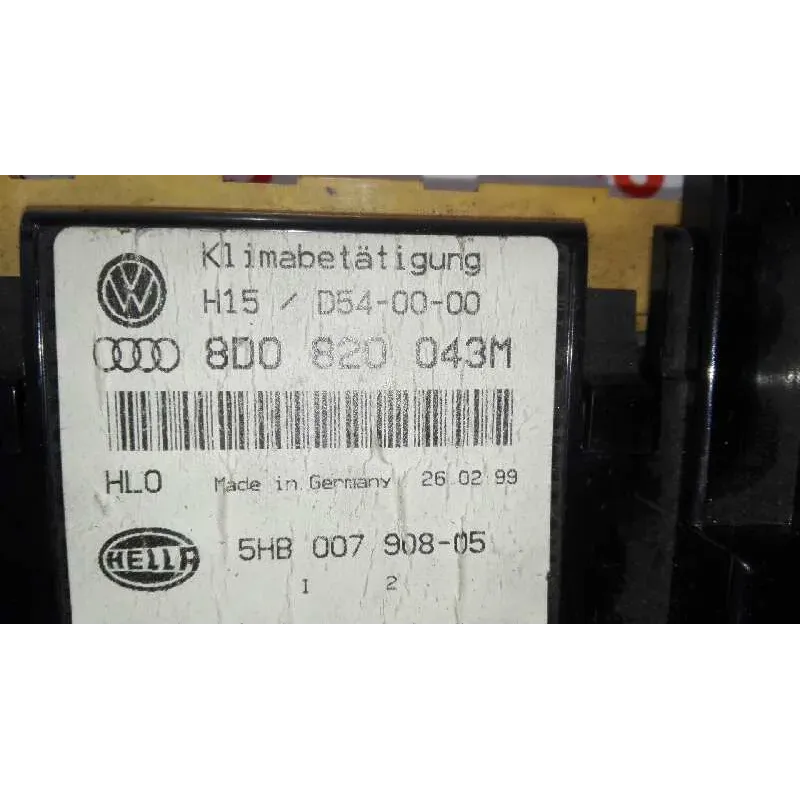 Klimabetätigung
H15 / D54-00-00
8D0 820 043M
HLO Made in Germany 26 02 99
HELLA 5HB 007 908-05
1 2